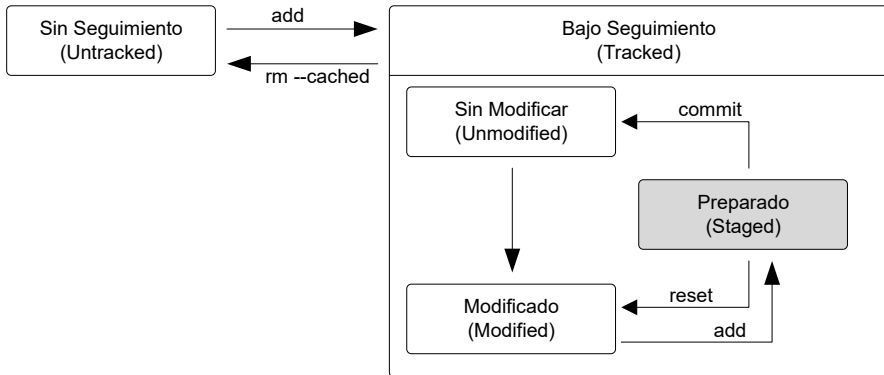 Sin Seguimiento
(Untracked)
add
rm --cached
Bajo Seguimiento
(Tracked)
Sin Modificar
(Unmodified)
commit
Preparado
(Staged)
Modificado
(Modified)
reset
add